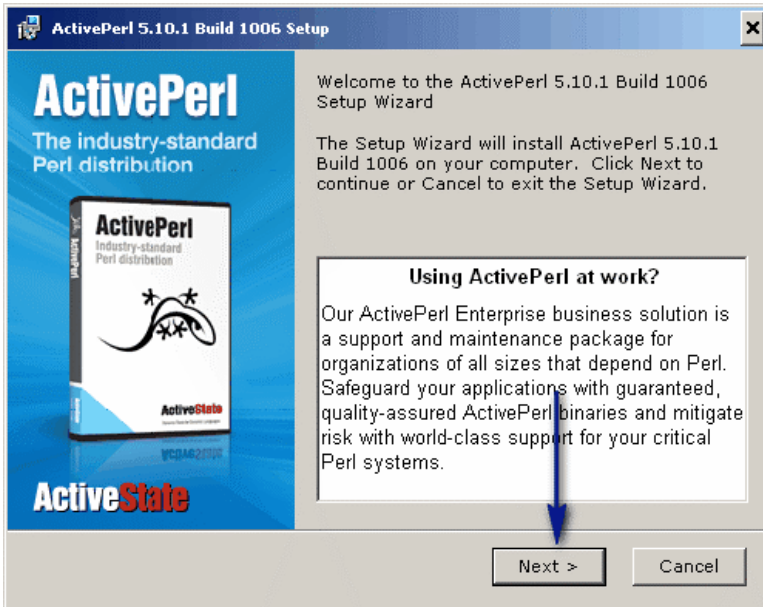 ActivePerl 5.10.1 Build 1006 Setup
ActivePerl
The industry-standard
Perl distribution
ActivePerl
ActivePerl
Industry-standard
Perl distribution
ActiveState
ActiveState
Welcome to the ActivePerl 5.10.1 Build 1006
Setup Wizard
The Setup Wizard will install ActivePerl 5.10.1
Build 1006 on your computer. Click Next to
continue or Cancel to exit the Setup Wizard.
Using ActivePerl at work?
Our ActivePerl Enterprise business solution is
a support and maintenance package for
organizations of all sizes that depend on Perl.
Safeguard your applications with guaranteed,
quality-assured ActivePerl binaries and mitigate
risk with world-class support for your critical
Perl systems.
Next >
Cancel